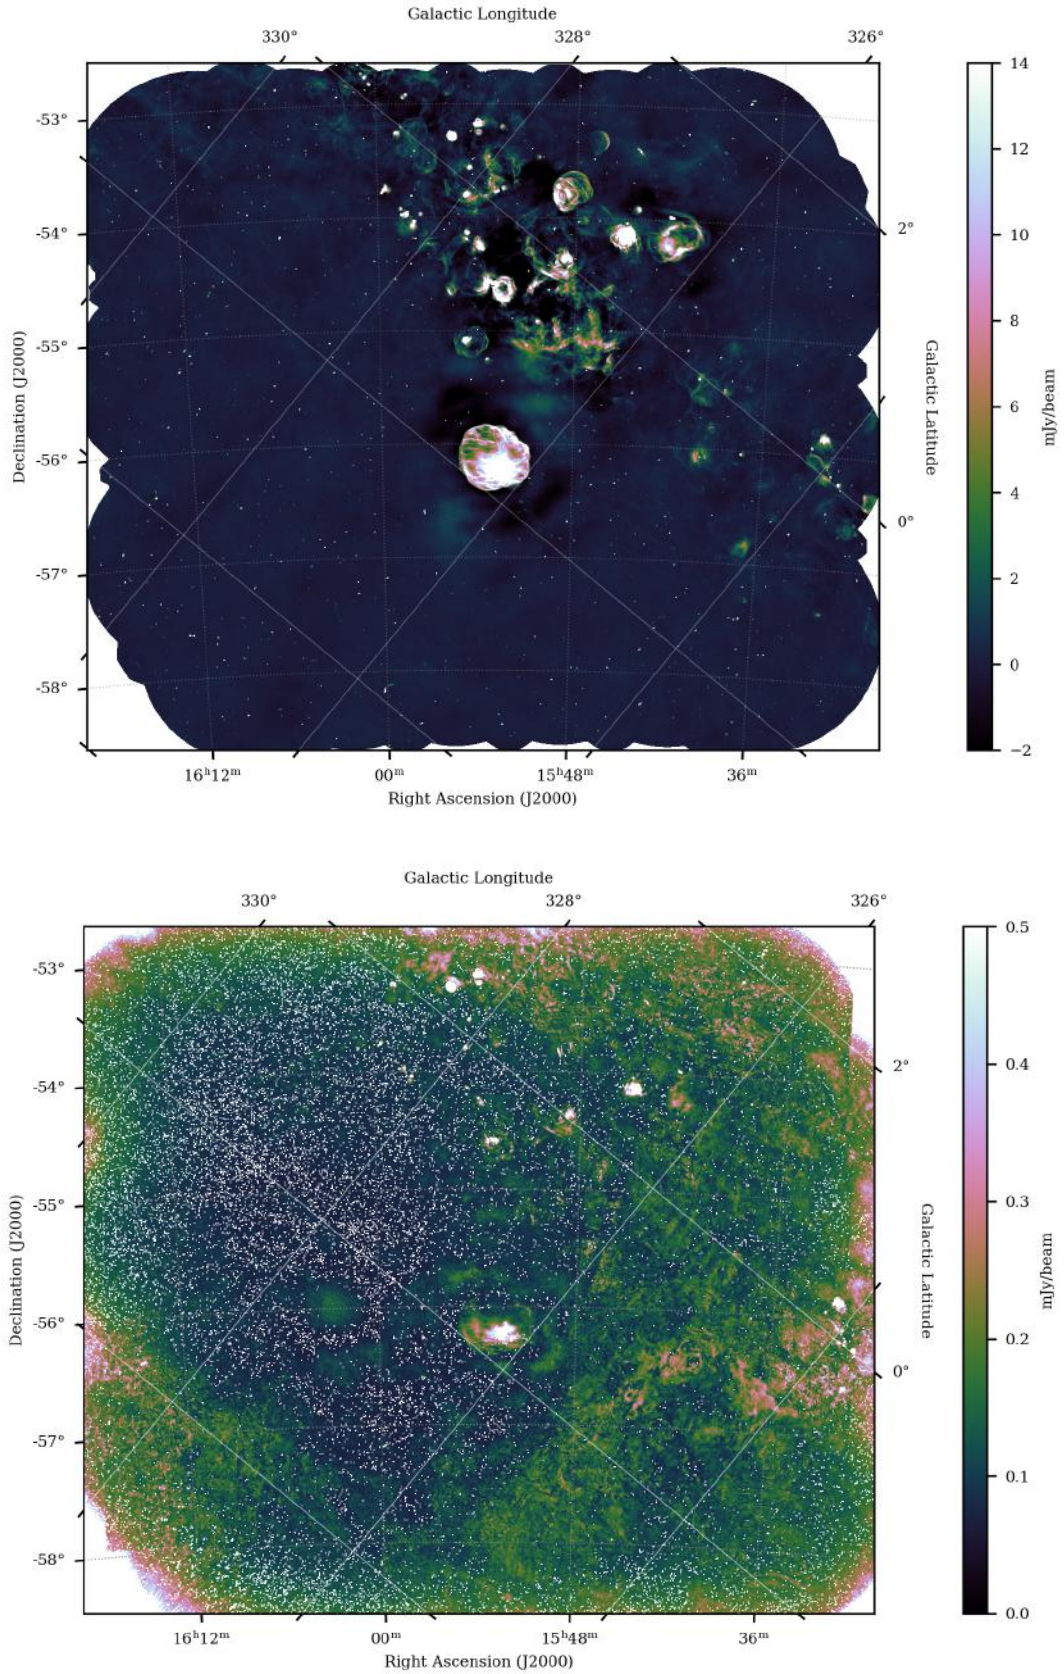 Galactic Longitude
330° 328° 326°
14
-53°
12
-54°
2°
10
-55°
8
Declination (J2000)
Galactic Latitude
mJy/beam
6
-56°
4
0°
-57°
2
-58°
0
-2
16ʰ12ᵐ 00ᵐ 15ʰ48ᵐ 36ᵐ
Right Ascension (J2000)
Galactic Longitude
330° 328° 326°
0.5
-53°
0.4
-54°
2°
-55°
0.3
Declination (J2000)
Galactic Latitude
mJy/beam
-56°
0.2
0°
-57°
0.1
-58°
0.0
16ʰ12ᵐ 00ᵐ 15ʰ48ᵐ 36ᵐ
Right Ascension (J2000)